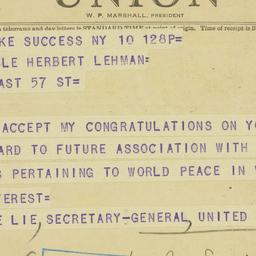 UNION
W. P. MARSHALL, PRESIDENT
telegrams and day letters is STANDARD TIME at point of origin. Time of receipt is
KE SUCCESS NY 10 128P=
LE HERBERT LEHMAN=
AST 57 ST=
ACCEPT MY CONGRATULATIONS ON YO
ARD TO FUTURE ASSOCIATION WITH
S PERTAINING TO WORLD PEACE IN W
TEREST=
E LIE, SECRETARY-GENERAL, UNITED